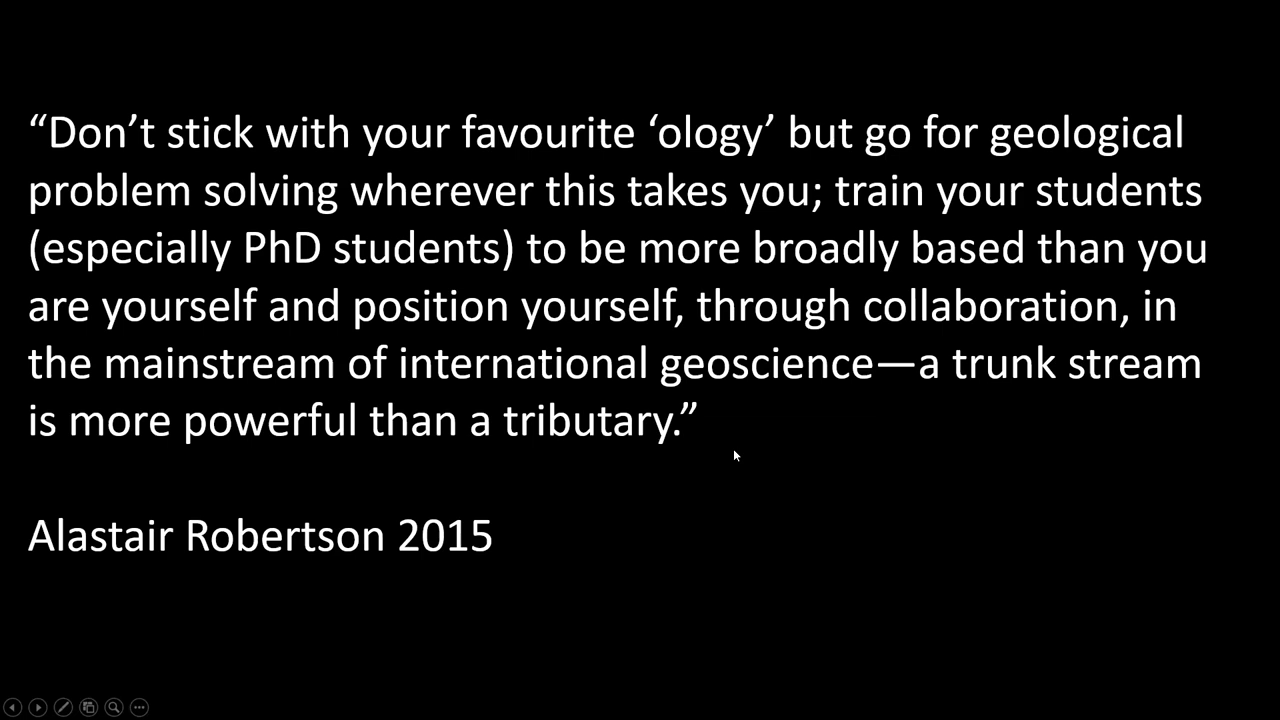 “Don’t stick with your favourite ‘ology’ but go for geological
problem solving wherever this takes you; train your students
(especially PhD students) to be more broadly based than you
are yourself and position yourself, through collaboration, in
the mainstream of international geoscience—a trunk stream
is more powerful than a tributary.”
Alastair Robertson 2015